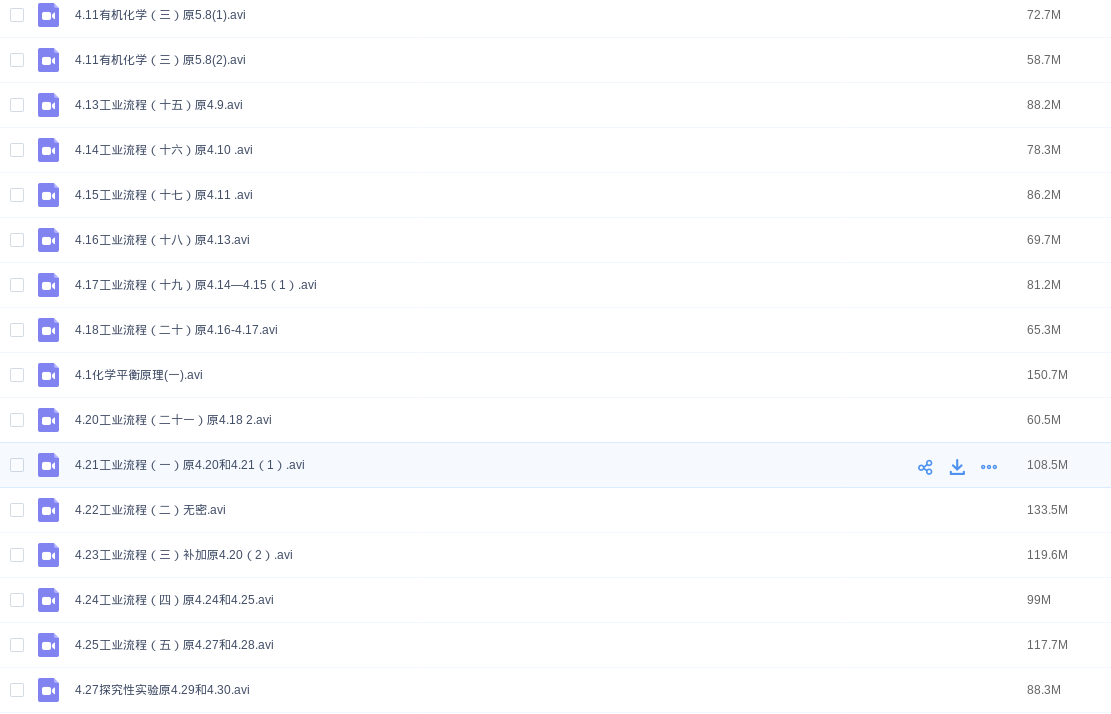 4.11有机化学（三）原5.8(1).avi 72.7M
4.11有机化学（三）原5.8(2).avi 58.7M
4.13工业流程（十五）原4.9.avi 88.2M
4.14工业流程（十六）原4.10 .avi 78.3M
4.15工业流程（十七）原4.11 .avi 86.2M
4.16工业流程（十八）原4.13.avi 69.7M
4.17工业流程（十九）原4.14—4.15（1）.avi 81.2M
4.18工业流程（二十）原4.16-4.17.avi 65.3M
4.1化学平衡原理(一).avi 150.7M
4.20工业流程（二十一）原4.18 2.avi 60.5M
4.21工业流程（一）原4.20和4.21（1）.avi 108.5M
4.22工业流程（二）无密.avi 133.5M
4.23工业流程（三）补加原4.20（2）.avi 119.6M
4.24工业流程（四）原4.24和4.25.avi 99M
4.25工业流程（五）原4.27和4.28.avi 117.7M
4.27探究性实验原4.29和4.30.avi 88.3M